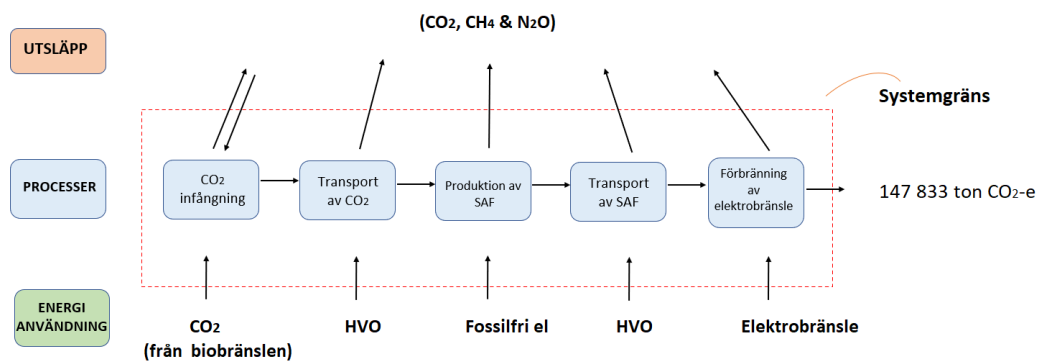 (CO₂, CH₄ & N₂O)
UTSLÄPP
Systemgräns
PROCESSER
CO₂
infångning
Transport
av CO₂
Produktion av
SAF
Transport
av SAF
Förbränning
av
elektrobränsle
147 833 ton CO₂-e
ENERGI
ANVÄNDNING
CO₂
(från biobränslen)
HVO
Fossilfri el
HVO
Elektrobränsle